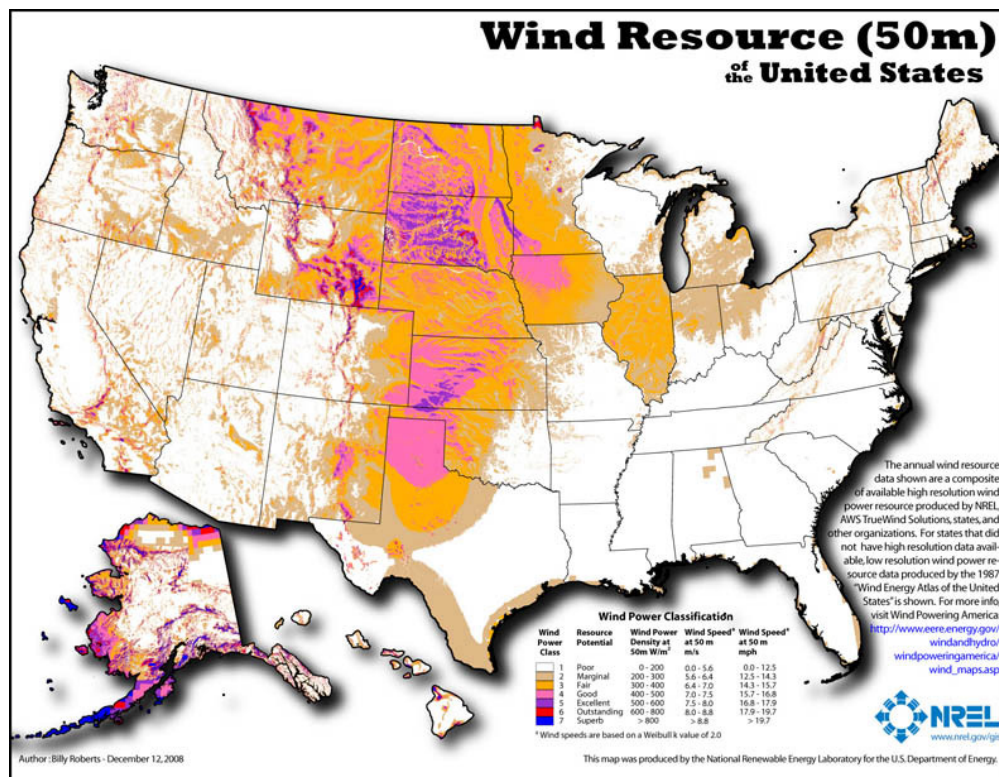 Wind Resource (50m)
of the United States
The annual wind resource
data shown are a composite
of available high resolution wind
power resource produced by NREL,
AWS TrueWind Solutions, states, and
other organizations. For states that did
not have high resolution data avail-
able, low resolution wind power re-
source data produced by the 1987
"Wind Energy Atlas of the United
States" is shown. For more info,
visit Wind Powering America
http://www.eere.energy.gov/
windandhydro/
windpoweringamerica/
wind_maps.asp
Wind Power Classification
Wind Power Class Resource Potential Wind Power Density at 50m W/m² Wind Speedª at 50 m m/s Wind Speedª at 50 m mph
1 Poor 0 - 200 0.0 - 5.6 0.0 - 12.5
2 Marginal 200 - 300 5.6 - 6.4 12.5 - 14.3
3 Fair 300 - 400 6.4 - 7.0 14.3 - 15.7
4 Good 400 - 500 7.0 - 7.5 15.7 - 16.8
5 Excellent 500 - 600 7.5 - 8.0 16.8 - 17.9
6 Outstanding 600 - 800 8.0 - 8.8 17.9 - 19.7
7 Superb > 800 > 8.8 > 19.7
ª Wind speeds are based on a Weibull k value of 2.0
NREL
www.nrel.gov/gis
Author : Billy Roberts - December 12, 2008
This map was produced by the National Renewable Energy Laboratory for the U.S. Department of Energy.